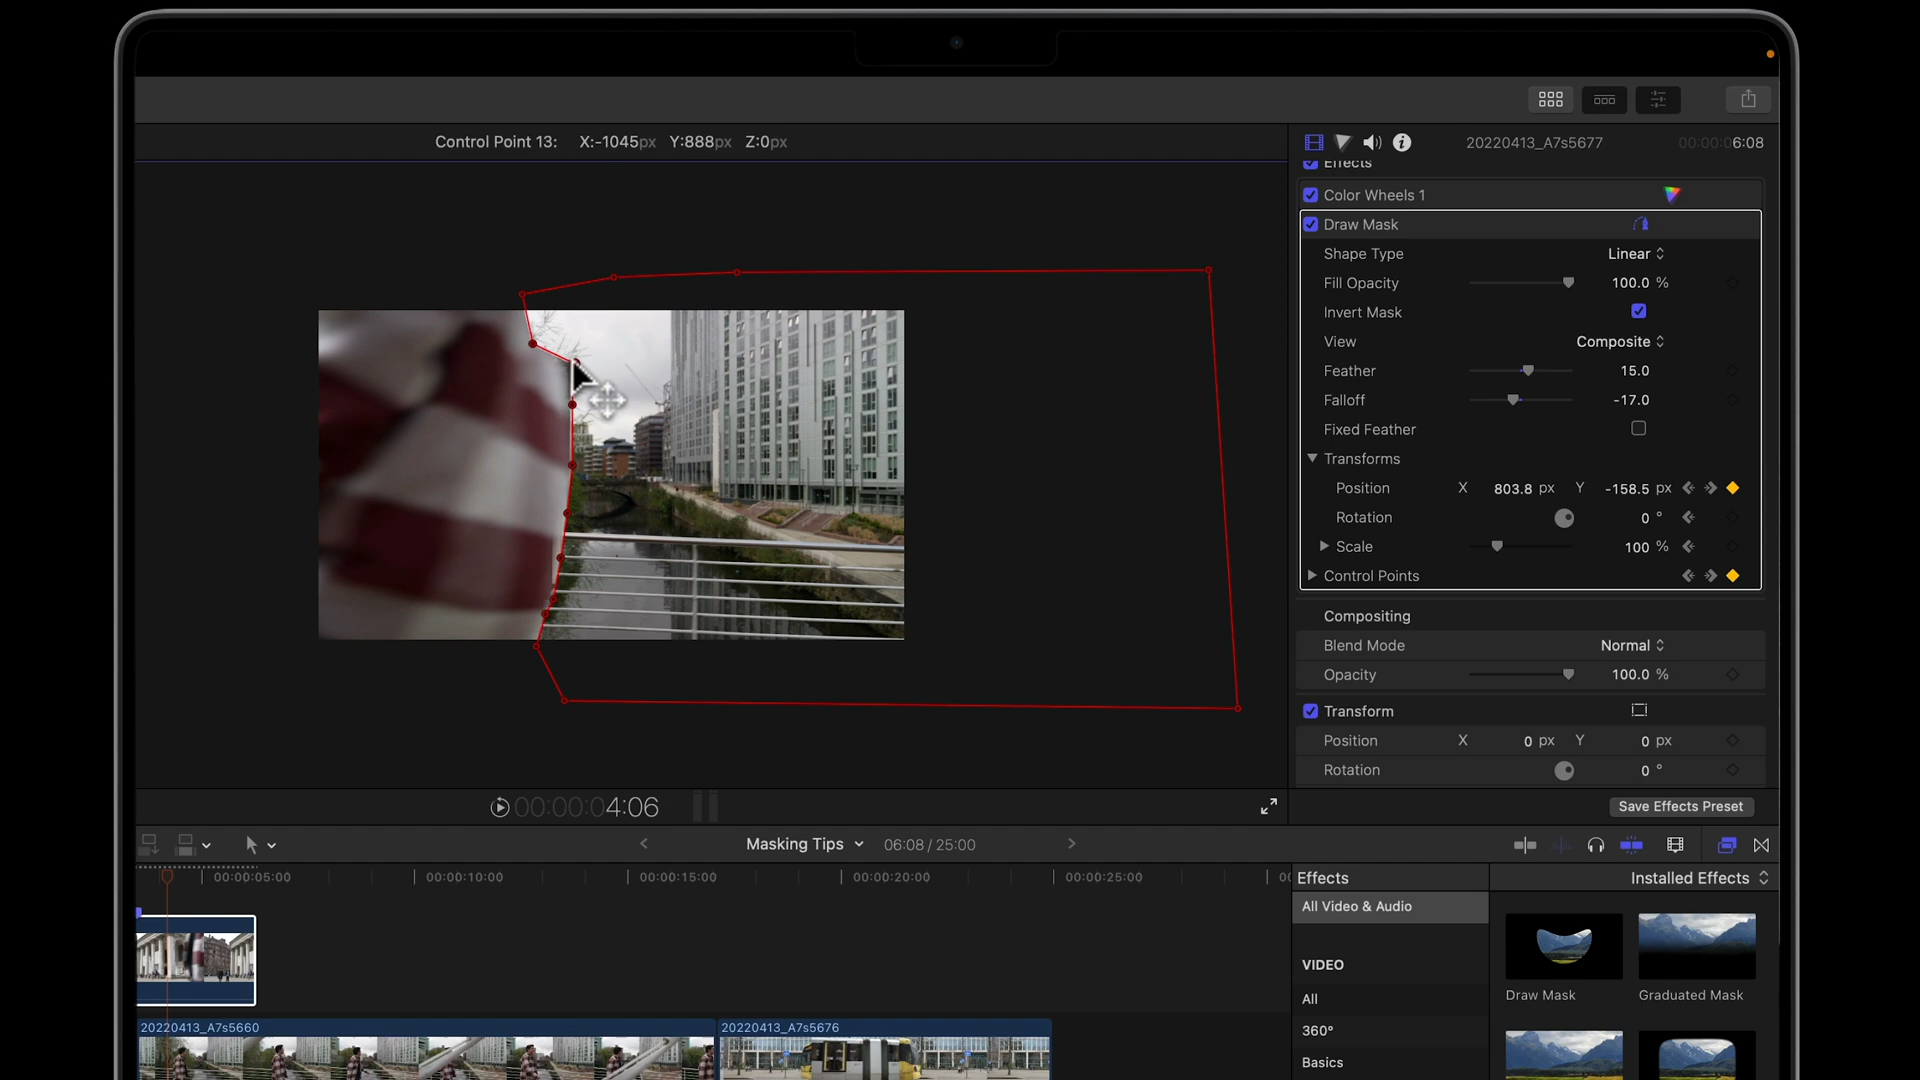 Control Point 13: X:-1045px Y:888px Z:0px
20220413_A7s5677 00:00:06:08
Effects
Color Wheels 1
Draw Mask
Shape Type Linear
Fill Opacity 100.0 %
Invert Mask
View Composite
Feather 15.0
Falloff -17.0
Fixed Feather
Transforms
Position X 803.8 px Y -158.5 px
Rotation 0 °
Scale 100 %
Control Points
Compositing
Blend Mode Normal
Opacity 100.0 %
Transform
Position X 0 px Y 0 px
Rotation 0 °
00:00:04:06
Save Effects Preset
Masking Tips 06:08 / 25:00
00:00:05:00 00:00:10:00 00:00:15:00 00:00:20:00 00:00:25:00
Effects Installed Effects
All Video & Audio
VIDEO
All
360°
Basics
Draw Mask Graduated Mask
20220413_A7s5660 20220413_A7s5676